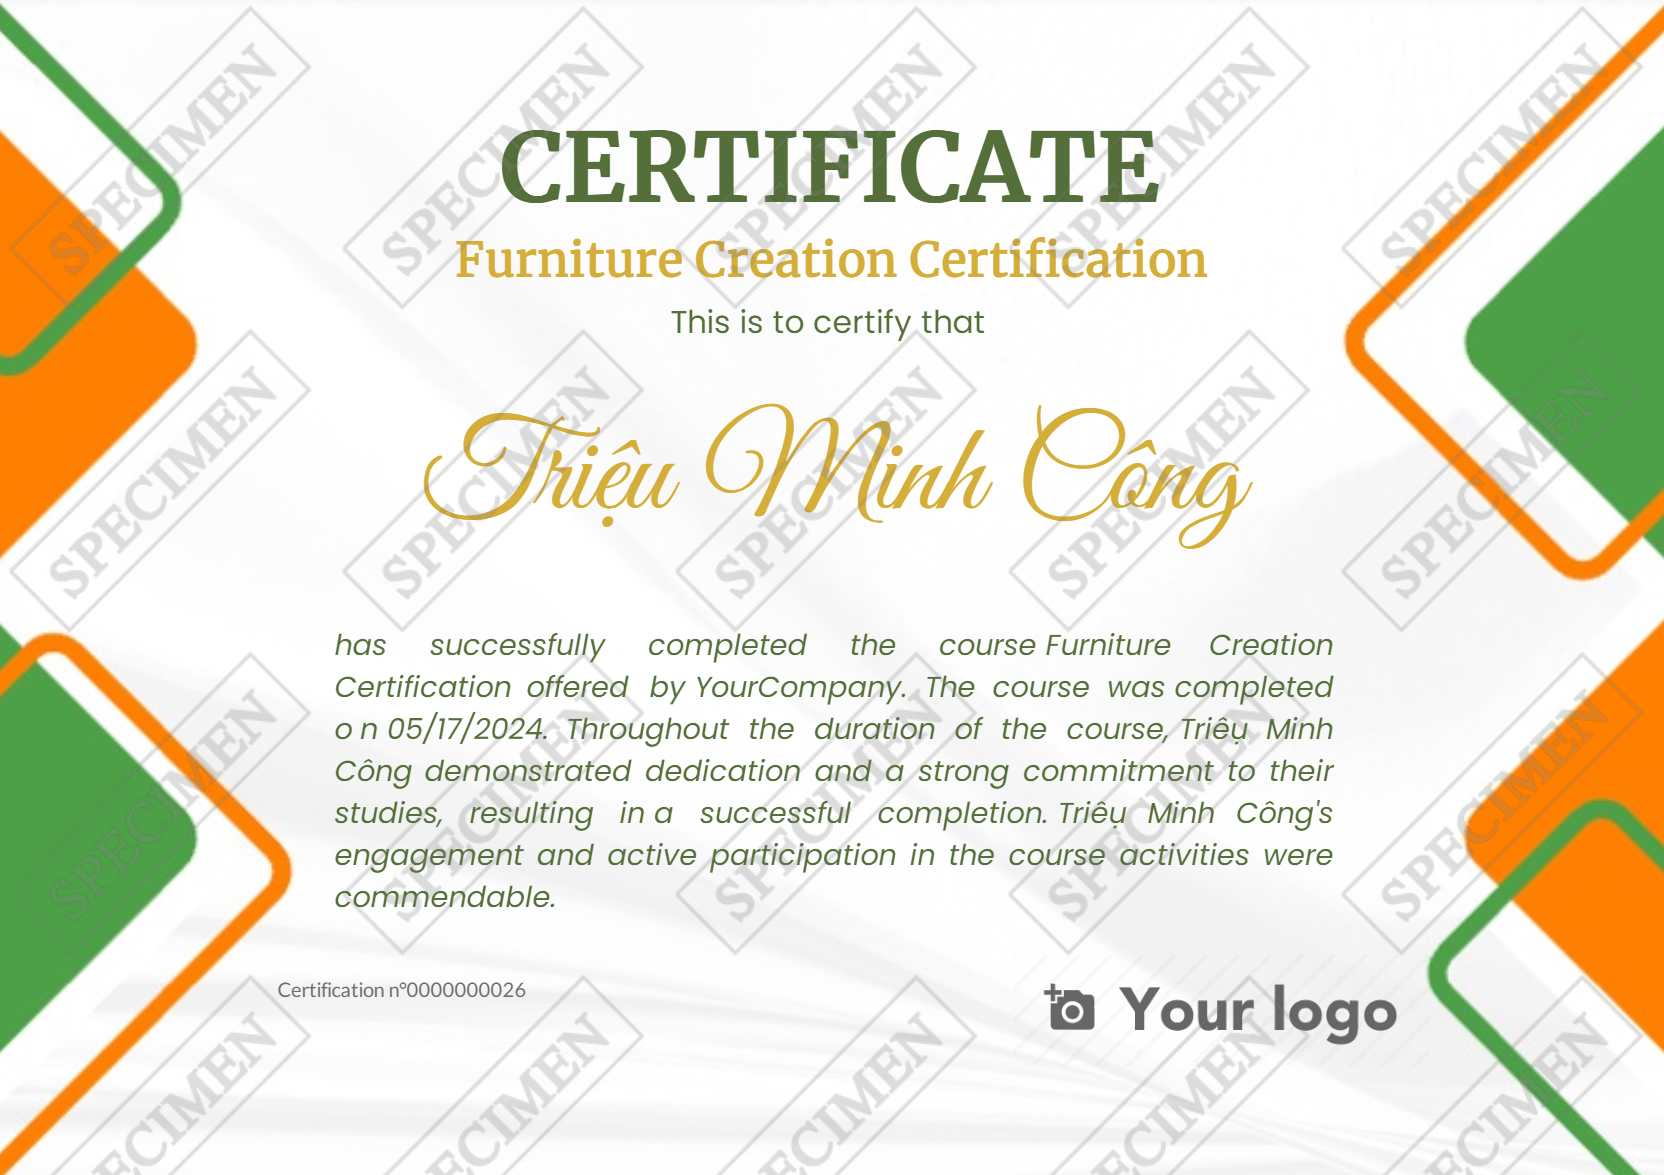 CERTIFICATE
Furniture Creation Certification
This is to certify that
Triệu Minh Công
has successfully completed the course Furniture Creation
Certification offered by YourCompany. The course was completed
on 05/17/2024. Throughout the duration of the course, Triệu Minh
Công demonstrated dedication and a strong commitment to their
studies, resulting in a successful completion. Triệu Minh Công's
engagement and active participation in the course activities were
commendable.
Certification n°0000000026
Your logo
SPECIMEN SPECIMEN SPECIMEN SPECIMEN SPECIMEN
SPECIMEN SPECIMEN SPECIMEN SPECIMEN SPECIMEN
SPECIMEN SPECIMEN SPECIMEN SPECIMEN SPECIMEN
SPECIMEN SPECIMEN SPECIMEN SPECIMEN SPECIMEN